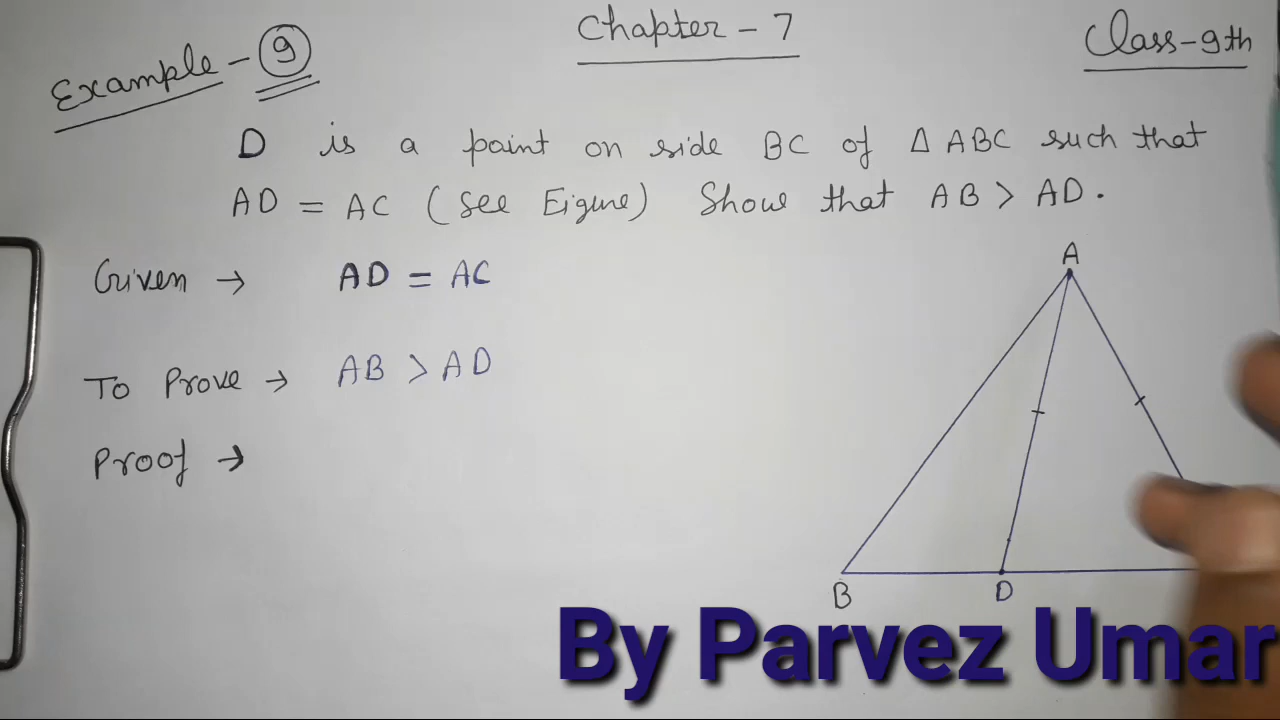 Example - 9
Chapter - 7
Class - 9th
D is a point on side BC of △ ABC such that
AD = AC (See Figure) Show that AB > AD.
Given → AD = AC
To Prove → AB > AD
Proof →
A
B
D
By Parvez Umar